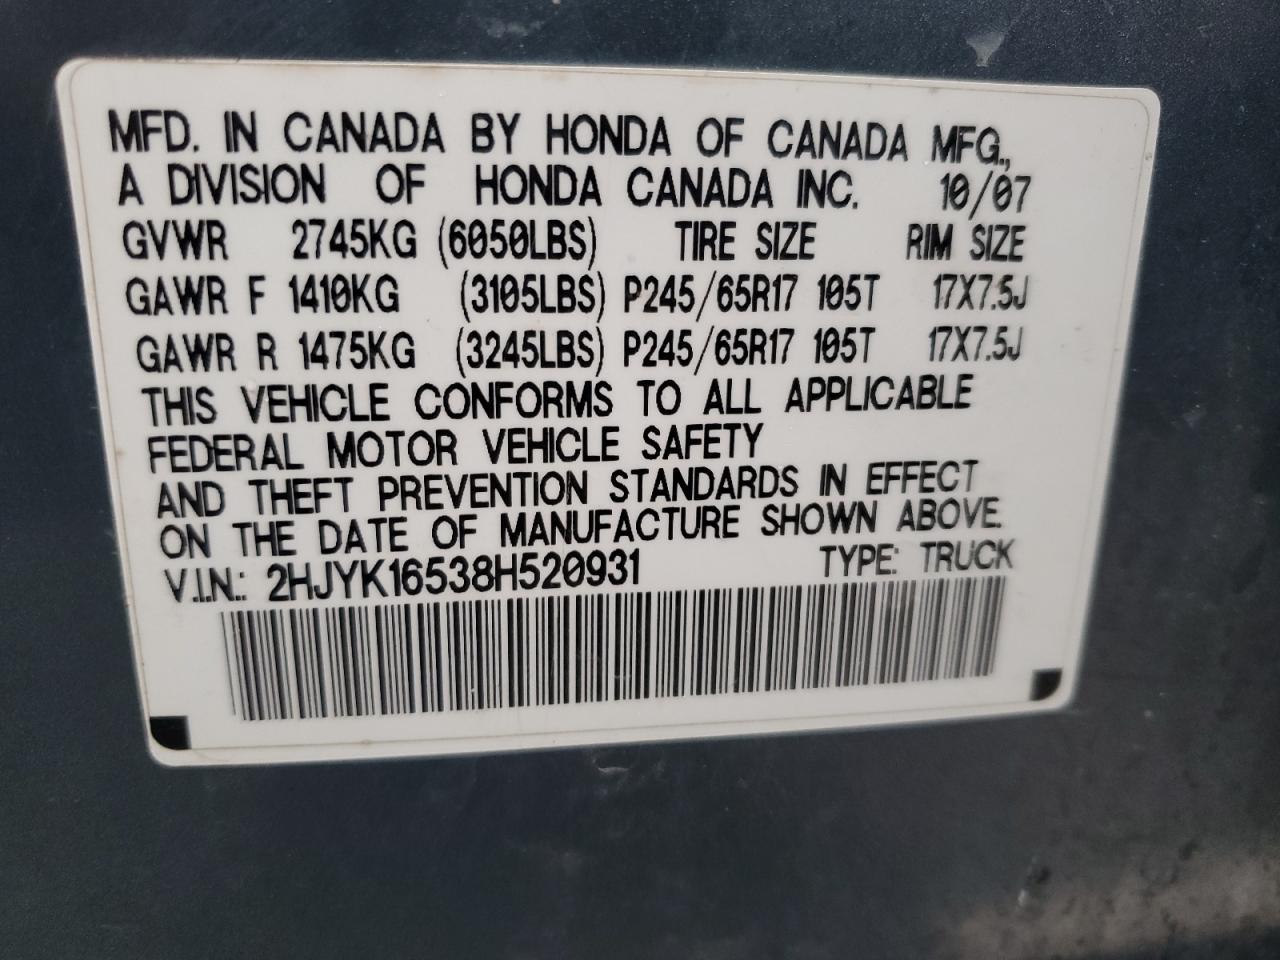 MFD. IN CANADA BY HONDA OF CANADA MFG.,
A DIVISION OF HONDA CANADA INC. 10/07
GVWR 2745KG (6050LBS) TIRE SIZE RIM SIZE
GAWR F 1410KG (3105LBS) P245/65R17 105T 17X7.5J
GAWR R 1475KG (3245LBS) P245/65R17 105T 17X7.5J
THIS VEHICLE CONFORMS TO ALL APPLICABLE
FEDERAL MOTOR VEHICLE SAFETY
AND THEFT PREVENTION STANDARDS IN EFFECT
ON THE DATE OF MANUFACTURE SHOWN ABOVE.
V.I.N.: 2HJYK16538H520931 TYPE: TRUCK